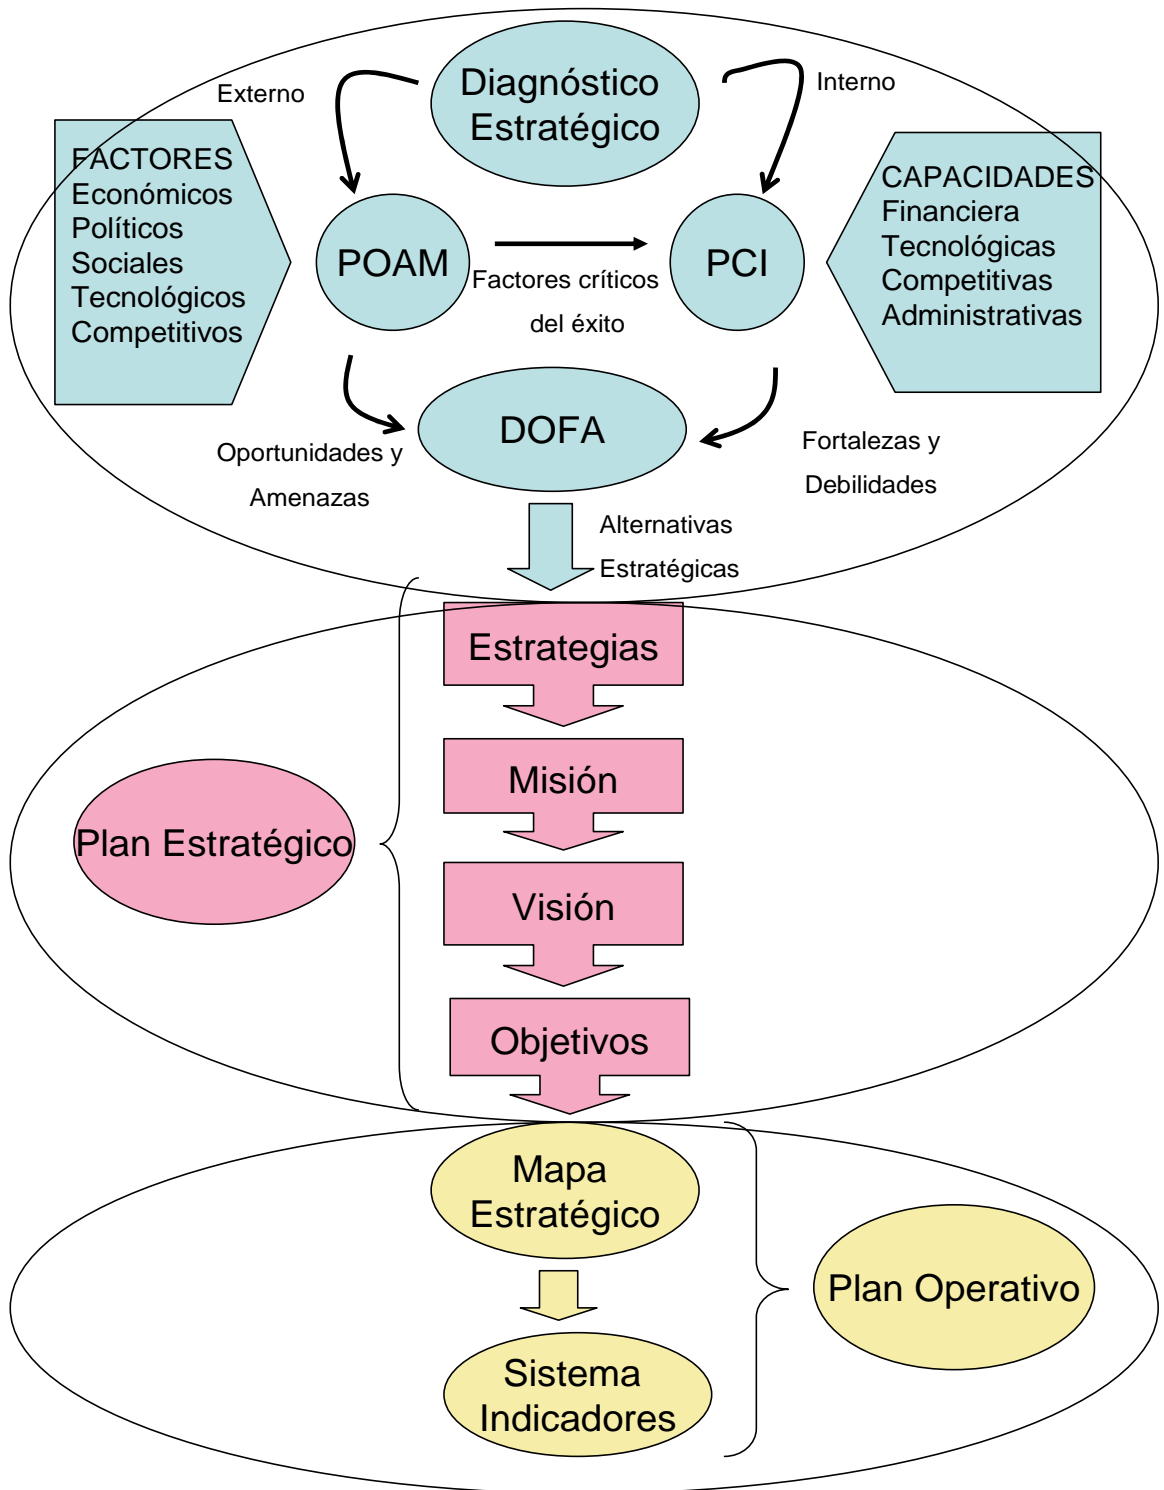 Diagnóstico
Estratégico
Externo
Interno
FACTORES
Económicos
Políticos
Sociales
Tecnológicos
Competitivos
POAM
Factores críticos
del éxito
PCI
CAPACIDADES
Financiera
Tecnológicas
Competitivas
Administrativas
DOFA
Oportunidades y
Amenazas
Fortalezas y
Debilidades
Alternativas
Estratégicas
Estrategias
Misión
Plan Estratégico
Visión
Objetivos
Mapa
Estratégico
Plan Operativo
Sistema
Indicadores